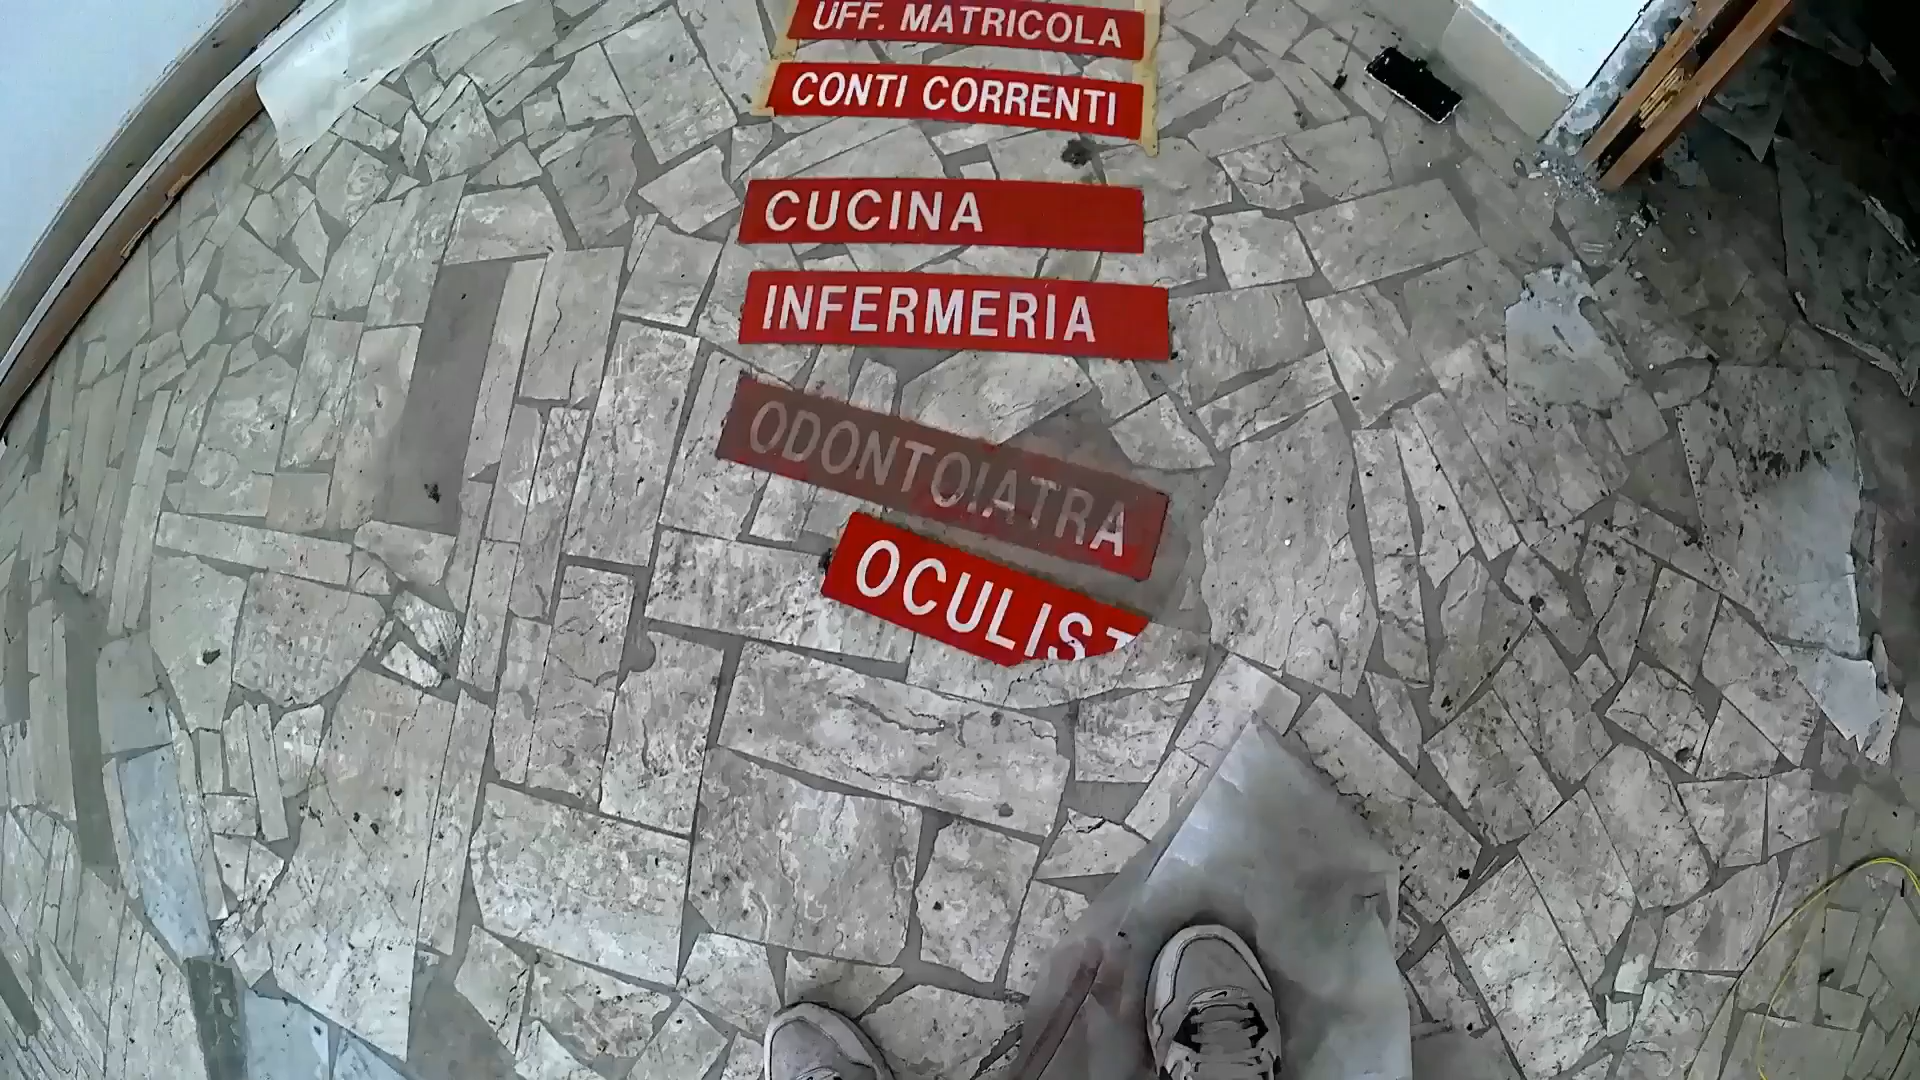 UFF. MATRICOLA
CONTI CORRENTI
CUCINA
INFERMERIA
ODONTOIATRA
OCULIST